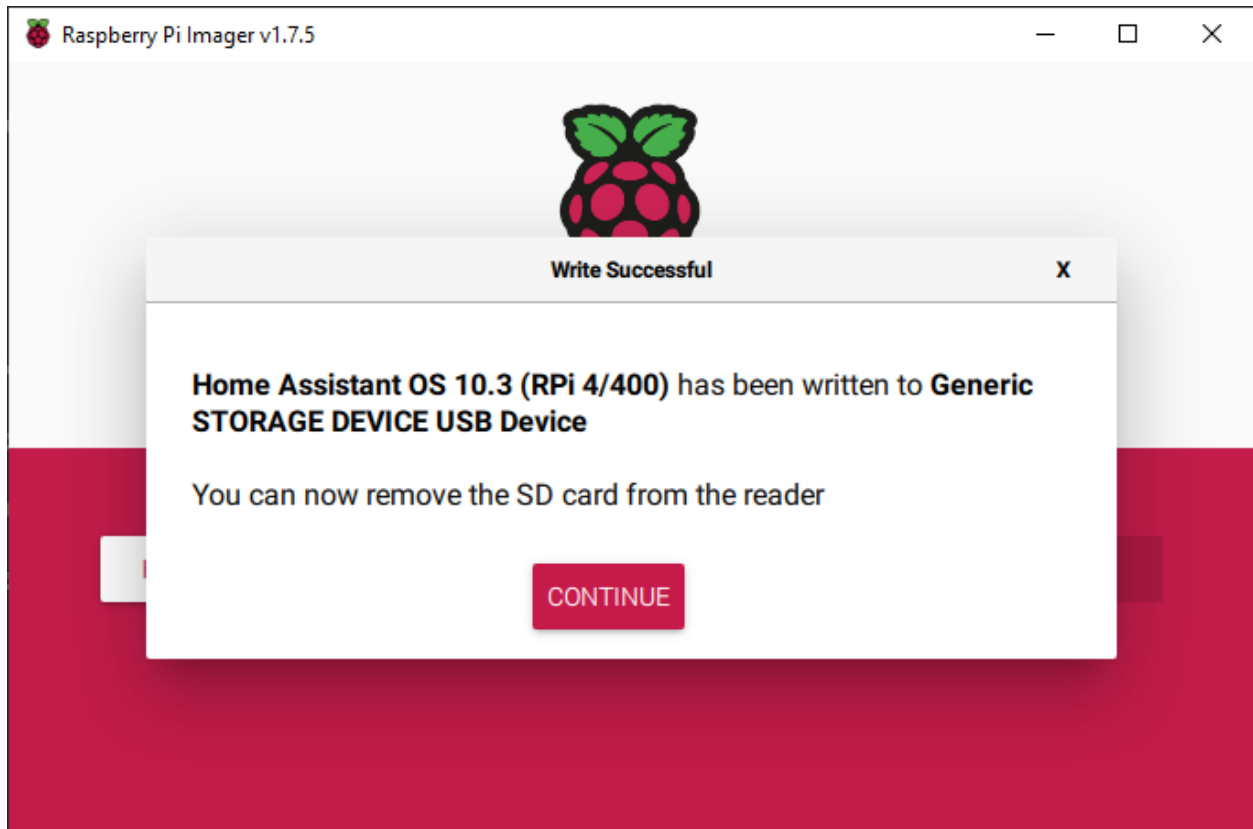 Raspberry Pi Imager v1.7.5
Write Successful
X
Home Assistant OS 10.3 (RPi 4/400) has been written to Generic
STORAGE DEVICE USB Device
You can now remove the SD card from the reader
CONTINUE